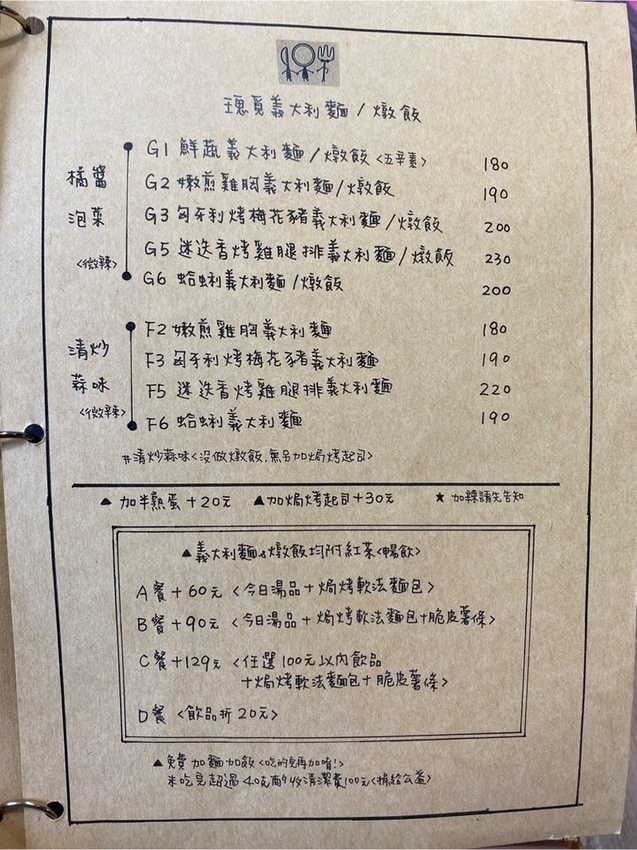 璁覓義大利麵/燉飯
橘醬
泡菜
<微辣>
G1 鮮蔬義大利麵/燉飯<五辛素> 180
G2 嫩煎雞胸義大利麵/燉飯 190
G3 匈牙利烤梅花豬義大利麵/燉飯 200
G5 迷迭香烤雞腿排義大利麵/燉飯 230
G6 蛤蜊義大利麵/燉飯 200
清炒
蒜味
<微辣>
F2 嫩煎雞胸義大利麵 180
F3 匈牙利烤梅花豬義大利麵 190
F5 迷迭香烤雞腿排義大利麵 220
F6 蛤蜊義大利麵 190
#清炒蒜味<沒做燉飯,無另加焗烤起司>
▲加半熟蛋+20元 ▲加焗烤起司+30元 ★加辣請先告知
▲義大利麵&燉飯均附紅茶<暢飲>
A餐+60元<今日湯品+焗烤軟法麵包>
B餐+90元<今日湯品+焗烤軟法麵包+脆皮薯條>
C餐+129元<任選100元以內飲品
+焗烤軟法麵包+脆皮薯條>
D餐<飲品折20元>
▲免費加麵加飯<吃的完再加唷!>
未吃完超過40克酌收清潔費100元<捐給公益>